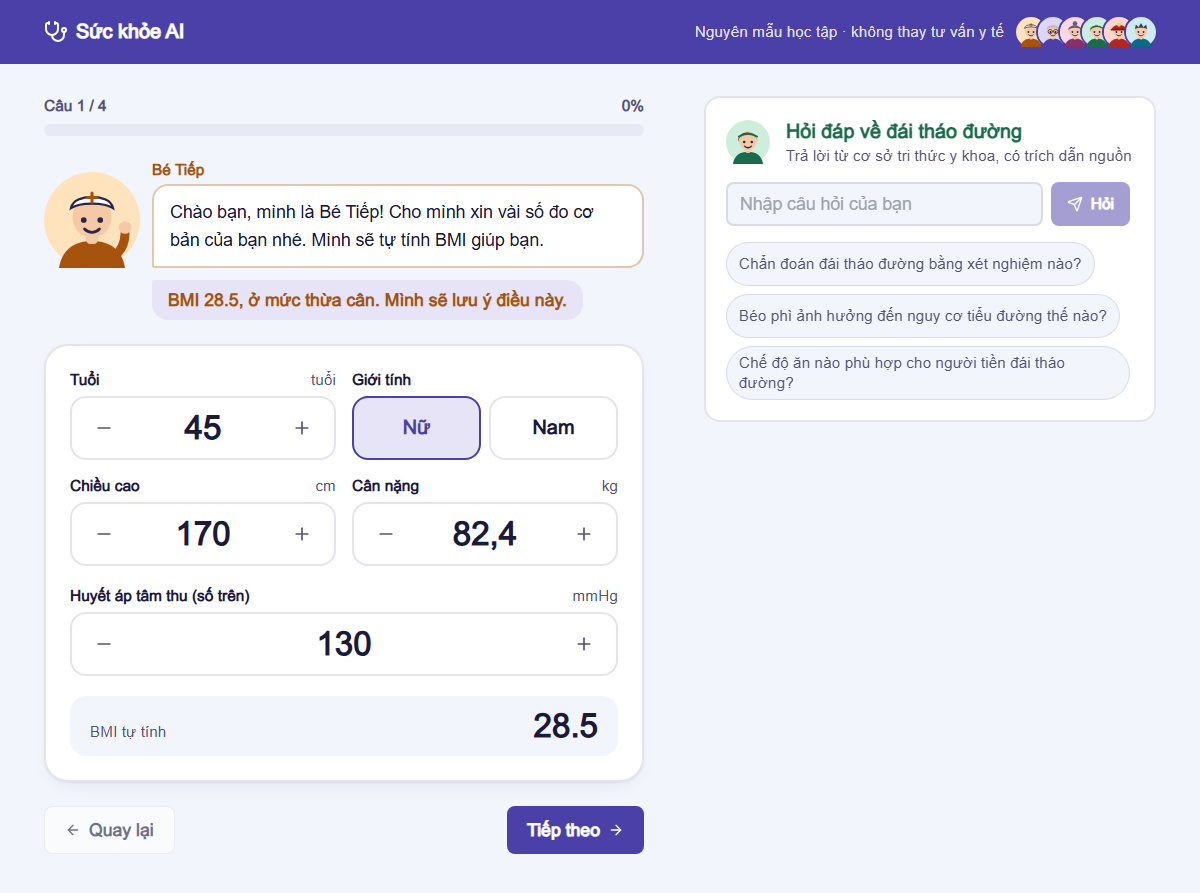 Sức khỏe AI
Nguyên mẫu học tập · không thay tư vấn y tế
Câu 1 / 4
0%
Bé Tiếp
Chào bạn, mình là Bé Tiếp! Cho mình xin vài số đo cơ
bản của bạn nhé. Mình sẽ tự tính BMI giúp bạn.
BMI 28.5, ở mức thừa cân. Mình sẽ lưu ý điều này.
Tuổi
tuổi
45
Giới tính
Nữ
Nam
Chiều cao
cm
170
Cân nặng
kg
82,4
Huyết áp tâm thu (số trên)
mmHg
130
BMI tự tính
28.5
Quay lại
Tiếp theo
Hỏi đáp về đái tháo đường
Trả lời từ cơ sở tri thức y khoa, có trích dẫn nguồn
Nhập câu hỏi của bạn
Hỏi
Chẩn đoán đái tháo đường bằng xét nghiệm nào?
Béo phì ảnh hưởng đến nguy cơ tiểu đường thế nào?
Chế độ ăn nào phù hợp cho người tiền đái tháo
đường?